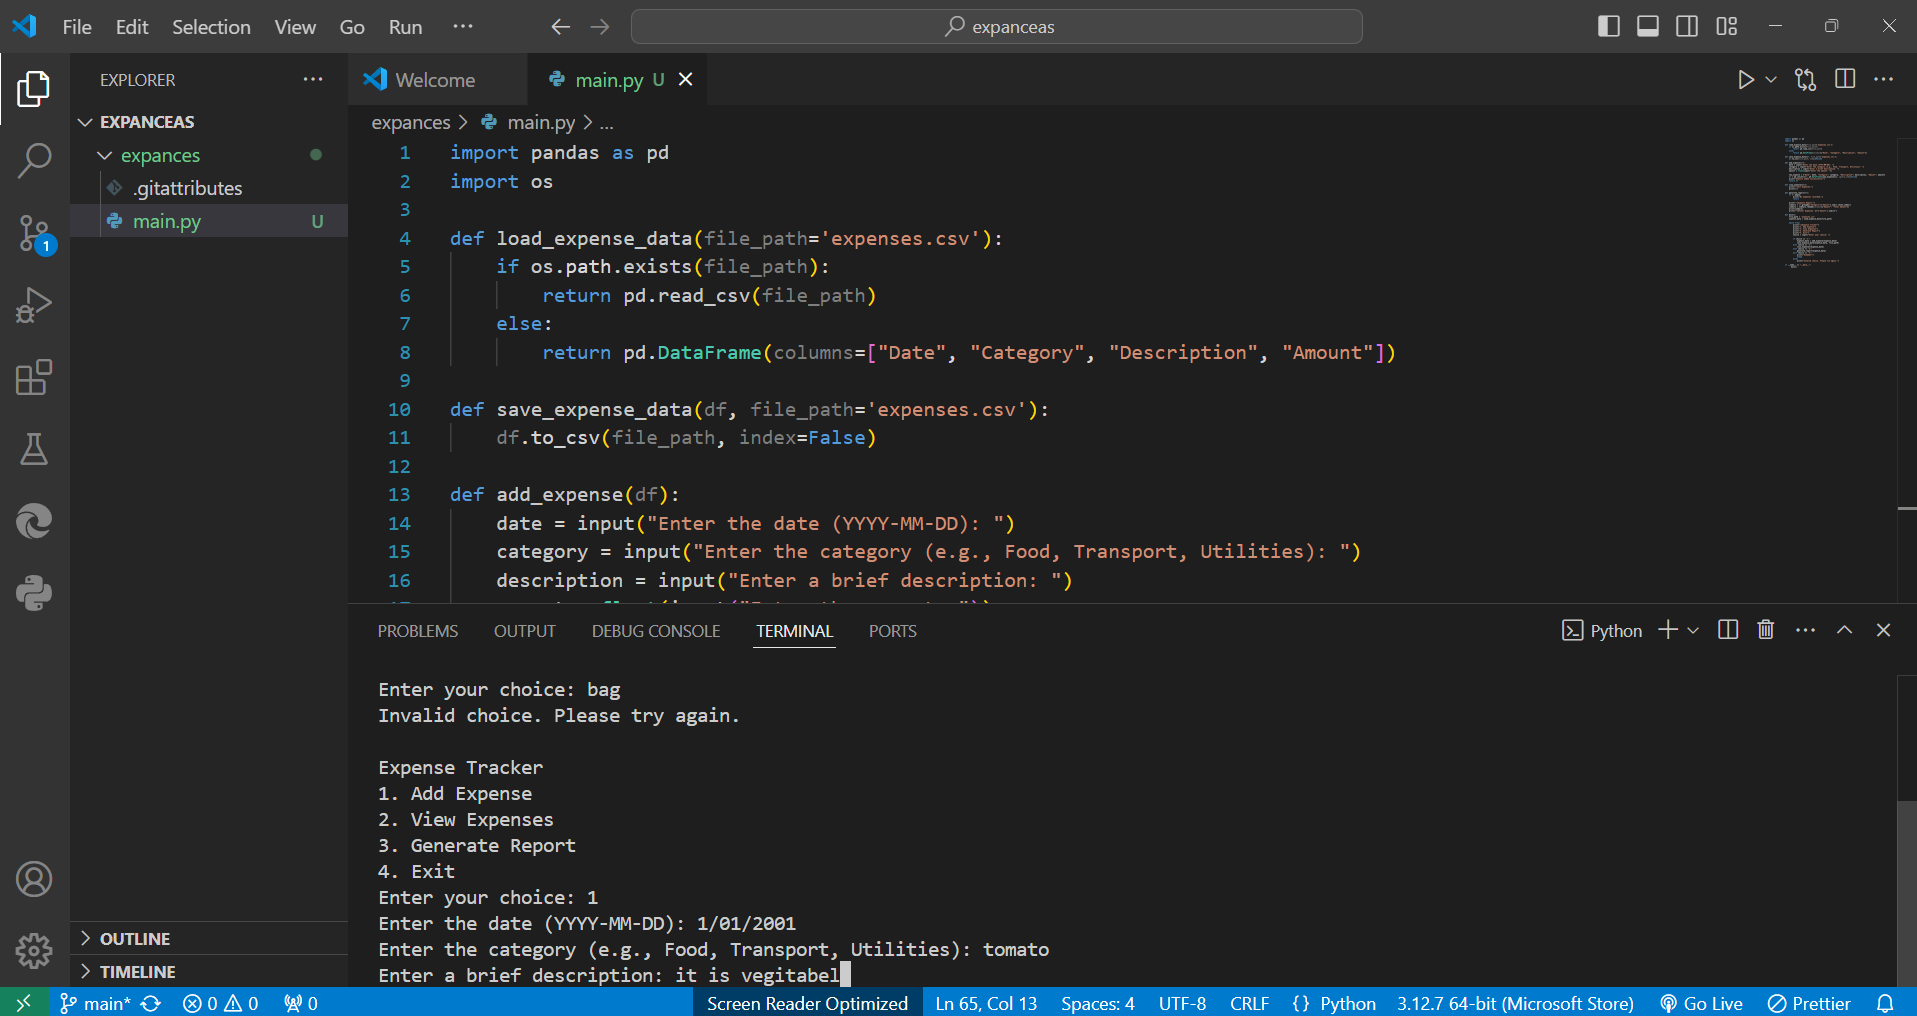 File Edit Selection View Go Run ··· expanceas
EXPLORER ···
EXPANCEAS
expances
.gitattributes
main.py U
1
Welcome main.py U
expances > main.py > ...
1 import pandas as pd
2 import os
3
4 def load_expense_data(file_path='expenses.csv'):
5 if os.path.exists(file_path):
6 return pd.read_csv(file_path)
7 else:
8 return pd.DataFrame(columns=["Date", "Category", "Description", "Amount"])
9
10 def save_expense_data(df, file_path='expenses.csv'):
11 df.to_csv(file_path, index=False)
12
13 def add_expense(df):
14 date = input("Enter the date (YYYY-MM-DD): ")
15 category = input("Enter the category (e.g., Food, Transport, Utilities): ")
16 description = input("Enter a brief description: ")
PROBLEMS OUTPUT DEBUG CONSOLE TERMINAL PORTS Python
Enter your choice: bag
Invalid choice. Please try again.
Expense Tracker
1. Add Expense
2. View Expenses
3. Generate Report
4. Exit
Enter your choice: 1
Enter the date (YYYY-MM-DD): 1/01/2001
Enter the category (e.g., Food, Transport, Utilities): tomato
Enter a brief description: it is vegitabel
OUTLINE
TIMELINE
main* 0 0 0 Screen Reader Optimized Ln 65, Col 13 Spaces: 4 UTF-8 CRLF {} Python 3.12.7 64-bit (Microsoft Store) Go Live Prettier